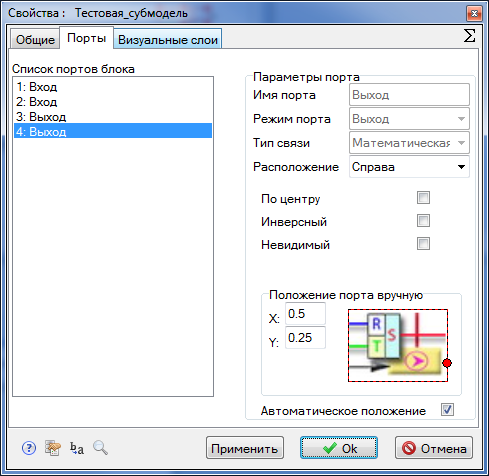 Свойства : Тестовая_субмодель
Общие Порты Визуальные слои Σ
Список портов блока
1: Вход
2: Вход
3: Выход
4: Выход
Параметры порта
Имя порта Выход
Режим порта Выход
Тип связи Математическая
Расположение Справа
По центру
Инверсный
Невидимый
Положение порта вручную
X: 0.5
Y: 0.25
R
S
T
Автоматическое положение
? b a Применить Ok Отмена